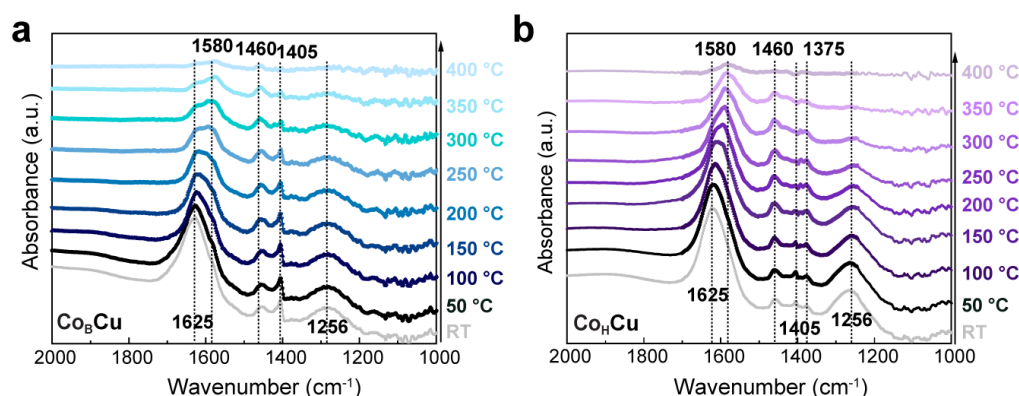 a
1580 1460 1405
400 °C
350 °C
300 °C
250 °C
200 °C
150 °C
100 °C
50 °C
RT
1625
1256
Co_BCu
Absorbance (a.u.)
2000 1800 1600 1400 1200 1000
Wavenumber (cm⁻¹)
b
1580 1460 1375
400 °C
350 °C
300 °C
250 °C
200 °C
150 °C
100 °C
50 °C
RT
1625
1405
1256
Co_HCu
Absorbance (a.u.)
2000 1800 1600 1400 1200 1000
Wavenumber (cm⁻¹)